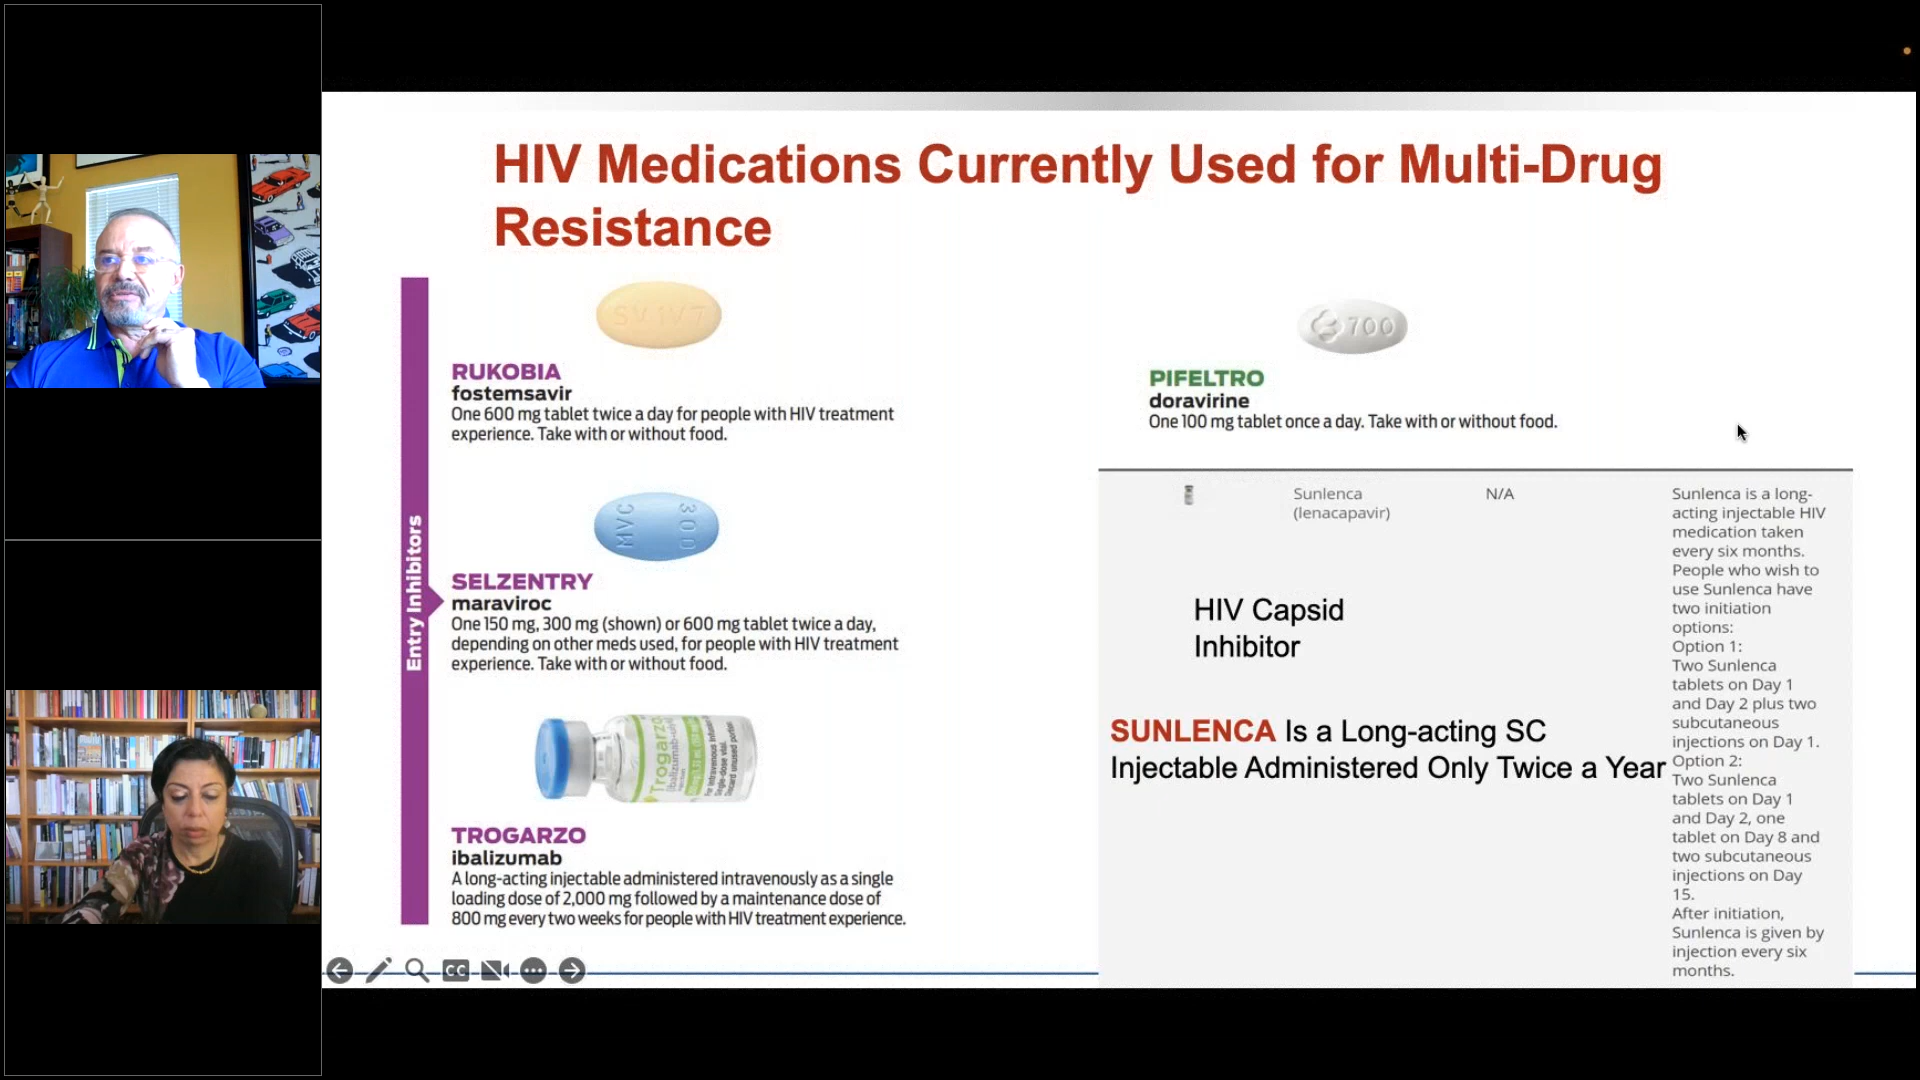 HIV Medications Currently Used for Multi-Drug
Resistance
Entry Inhibitors
SV 1V7
RUKOBIA
fostemsavir
One 600 mg tablet twice a day for people with HIV treatment
experience. Take with or without food.
MVC 300
SELZENTRY
maraviroc
One 150 mg, 300 mg (shown) or 600 mg tablet twice a day,
depending on other meds used, for people with HIV treatment
experience. Take with or without food.
Trogarzo
TROGARZO
ibalizumab
A long-acting injectable administered intravenously as a single
loading dose of 2,000 mg followed by a maintenance dose of
800 mg every two weeks for people with HIV treatment experience.
700
PIFELTRO
doravirine
One 100 mg tablet once a day. Take with or without food.
Sunlenca
(lenacapavir)
N/A
HIV Capsid
Inhibitor
SUNLENCA Is a Long-acting SC
Injectable Administered Only Twice a Year
Sunlenca is a long-
acting injectable HIV
medication taken
every six months.
People who wish to
use Sunlenca have
two initiation
options:
Option 1:
Two Sunlenca
tablets on Day 1
and Day 2 plus two
subcutaneous
injections on Day 1.
Option 2:
Two Sunlenca
tablets on Day 1
and Day 2, one
tablet on Day 8 and
two subcutaneous
injections on Day
15.
After initiation,
Sunlenca is given by
injection every six
months.
CC